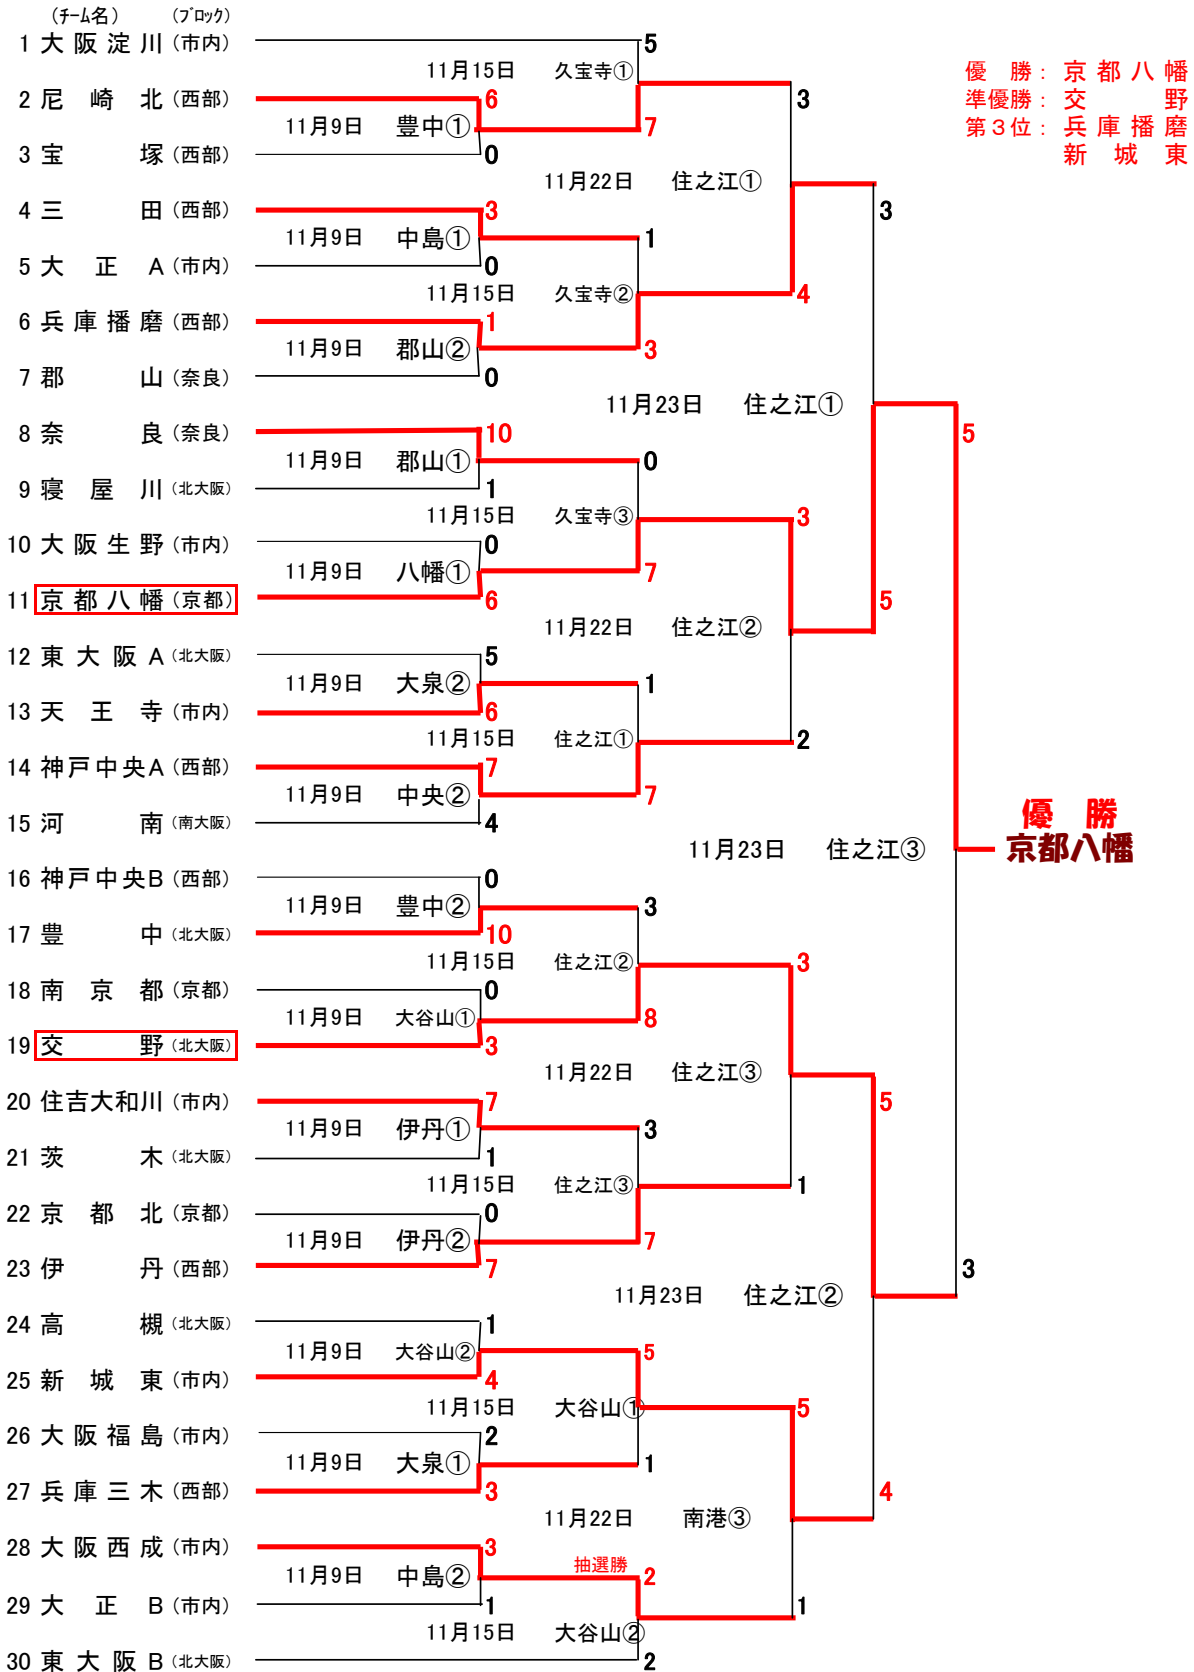 (ﾁｰﾑ名) (ﾌﾞﾛｯｸ)
1 大阪淀川 (市内) 5
11月15日 久宝寺①
優 勝： 京都八幡
2 尼崎北 (西部) 6 3
準優勝： 交野
11月9日 豊中① 7
第３位： 兵庫播磨
3 宝塚 (西部) 0
新城東
11月22日 住之江①
4 三田 (西部) 3 3
11月9日 中島① 1
5 大正A (市内) 0
11月15日 久宝寺② 4
6 兵庫播磨 (西部) 1
11月9日 郡山② 3
7 郡山 (奈良) 0
11月23日 住之江①
8 奈良 (奈良) 10 5
11月9日 郡山① 0
9 寝屋川 (北大阪) 1
11月15日 久宝寺③ 3
10 大阪生野 (市内) 0
11月9日 八幡① 7
11 京都八幡 (京都) 6 5
11月22日 住之江②
12 東大阪A (北大阪) 5
11月9日 大泉② 1
13 天王寺 (市内) 6
11月15日 住之江① 2
14 神戸中央A (西部) 7
11月9日 中央② 7
15 河南 (南大阪) 4
優 勝
11月23日 住之江③ 京都八幡
16 神戸中央B (西部) 0
11月9日 豊中② 3
17 豊中 (北大阪) 10
11月15日 住之江② 3
18 南京都 (京都) 0
11月9日 大谷山① 8
19 交野 (北大阪) 3
11月22日 住之江③
20 住吉大和川 (市内) 7 5
11月9日 伊丹① 3
21 茨木 (北大阪) 1
11月15日 住之江③ 1
22 京都北 (京都) 0
11月9日 伊丹② 7
23 伊丹 (西部) 7 3
11月23日 住之江②
24 高槻 (北大阪) 1
11月9日 大谷山② 5
25 新城東 (市内) 4
11月15日 大谷山① 5
26 大阪福島 (市内) 2
11月9日 大泉① 1
27 兵庫三木 (西部) 3 4
11月22日 南港③
28 大阪西成 (市内) 3
抽選勝
11月9日 中島② 2
29 大正B (市内) 1 1
11月15日 大谷山②
30 東大阪B (北大阪) 2